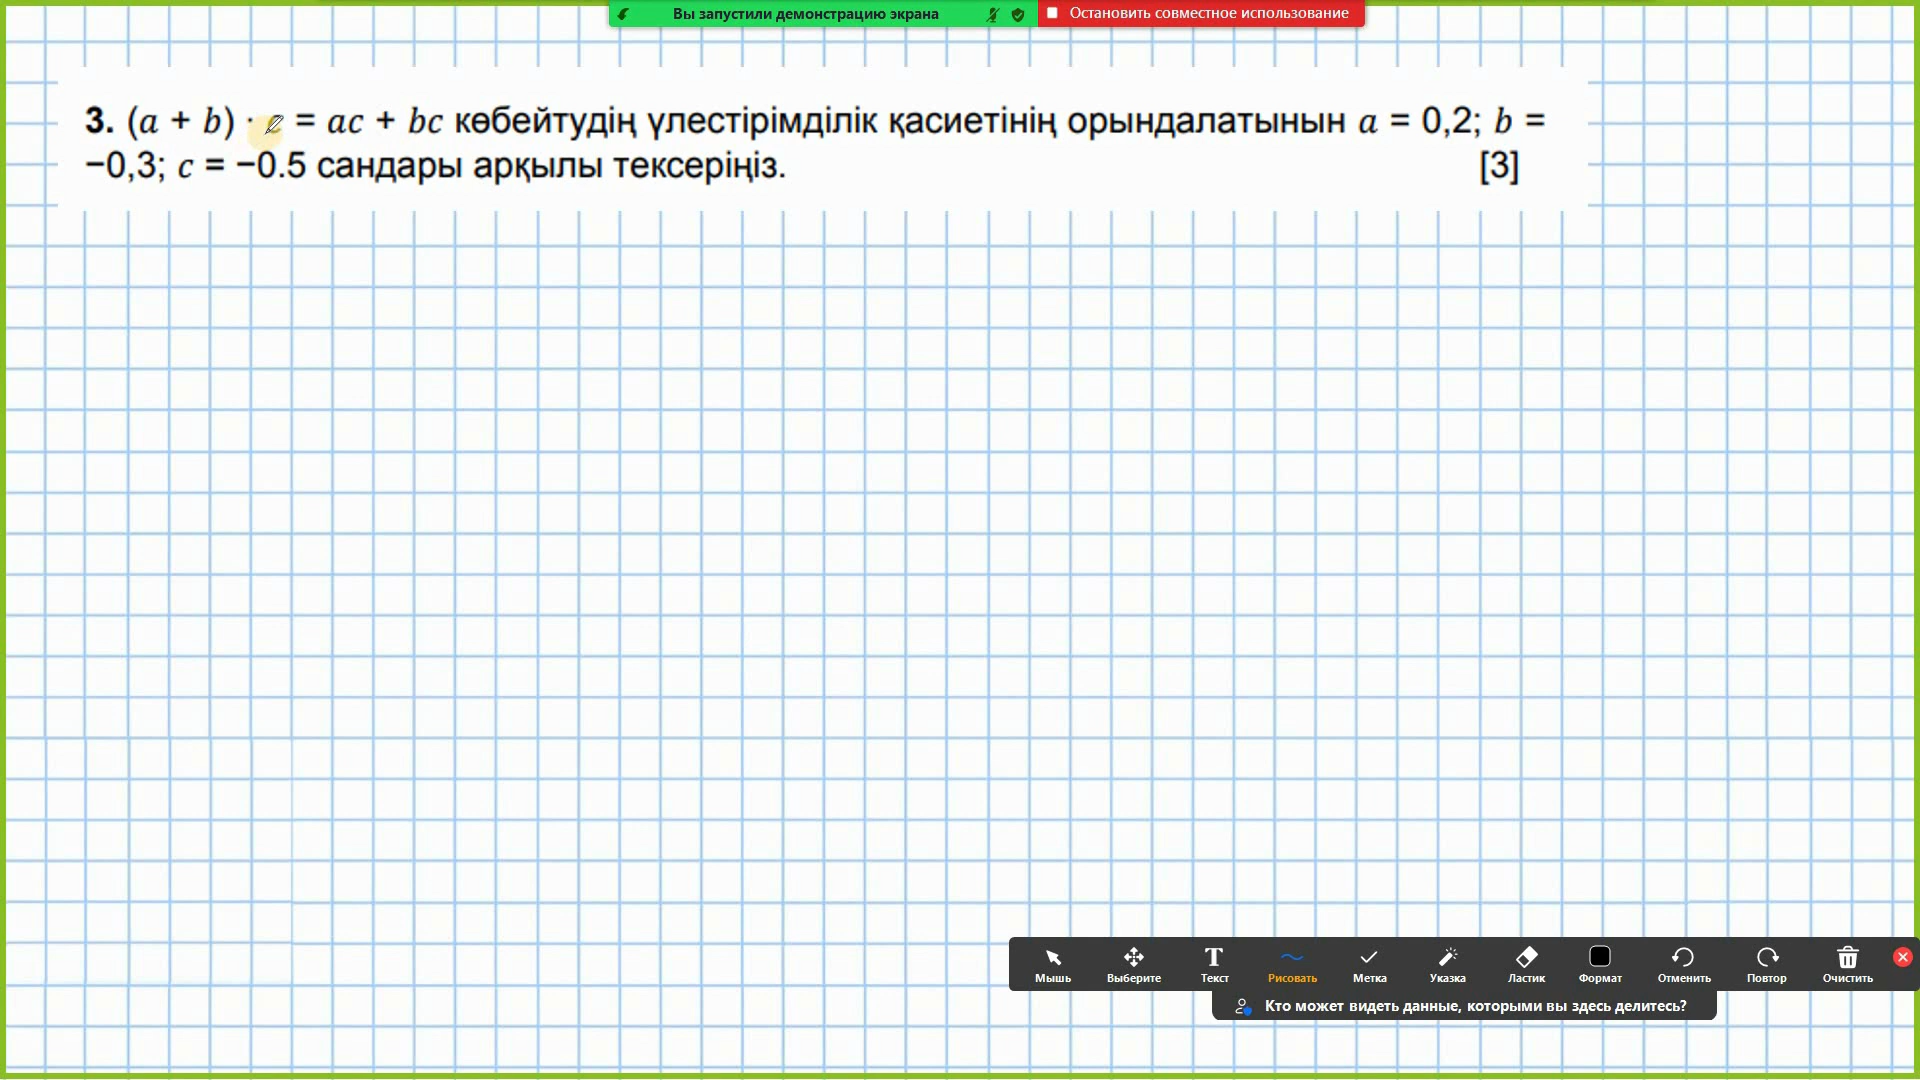 Вы запустили демонстрацию экрана
Остановить совместное использование
3. (a + b) · c = ac + bc көбейтудің үлестірімділік қасиетінің орындалатынын a = 0,2; b =
−0,3; c = −0.5 сандары арқылы тексеріңіз. [3]
Мышь Выберите Текст Рисовать Метка Указка Ластик Формат Отменить Повтор Очистить
Кто может видеть данные, которыми вы здесь делитесь?